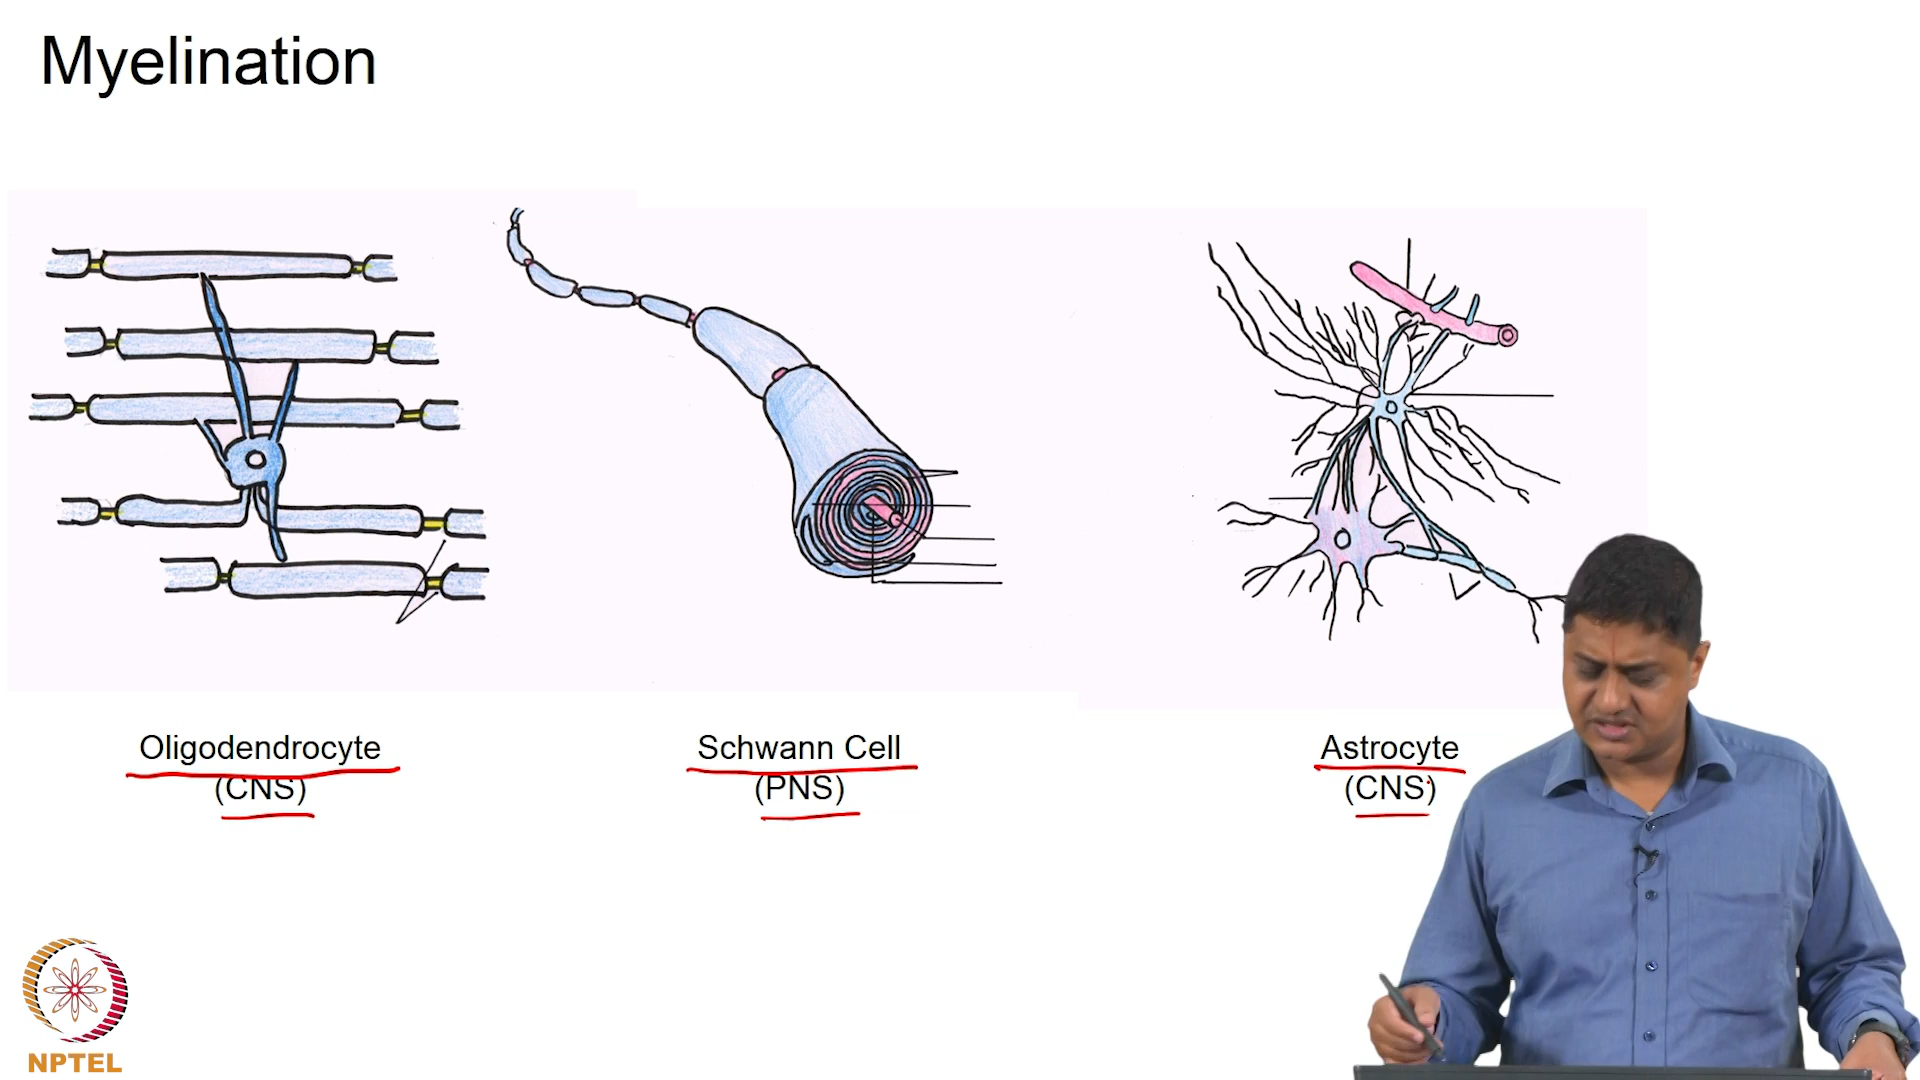 Myelination
Oligodendrocyte
(CNS)
Schwann Cell
(PNS)
Astrocyte
(CNS)
NPTEL